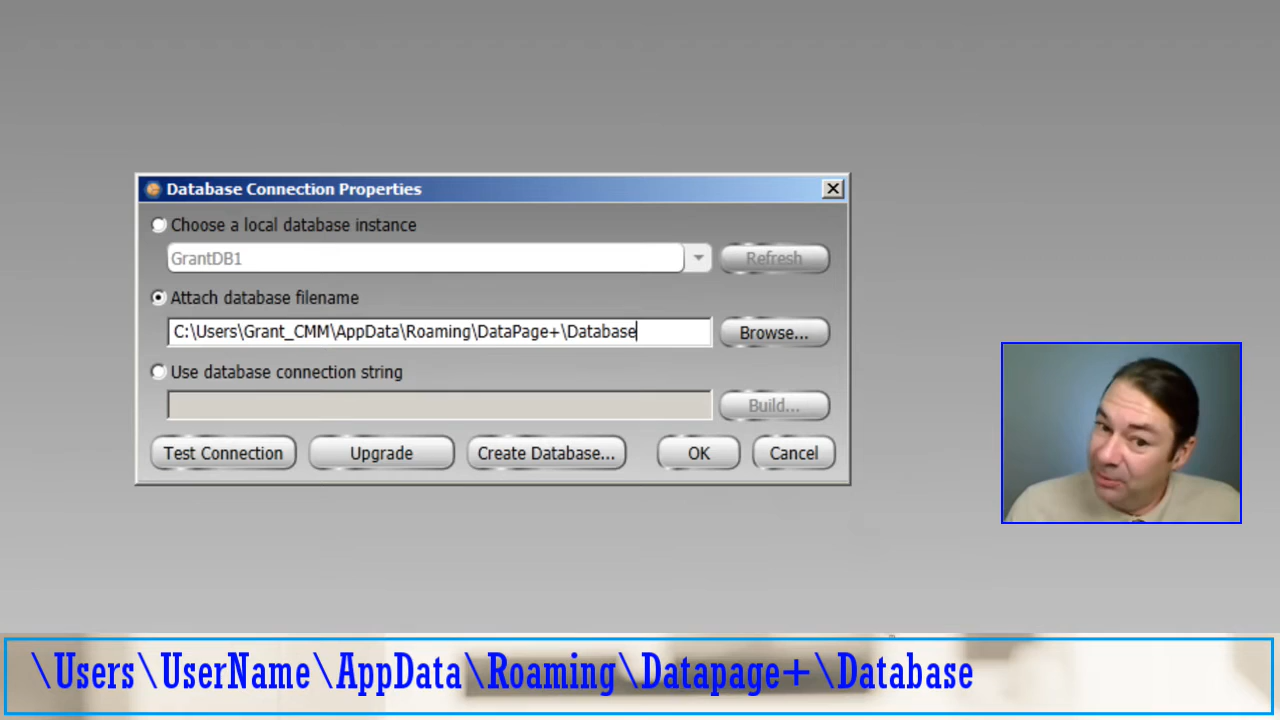 Database Connection Properties
Choose a local database instance
GrantDB1
Refresh
Attach database filename
C:\Users\Grant_CMM\AppData\Roaming\DataPage+\Database
Browse...
Use database connection string
Build...
Test Connection
Upgrade
Create Database...
OK
Cancel
\Users\UserName\AppData\Roaming\Datapage+\Database